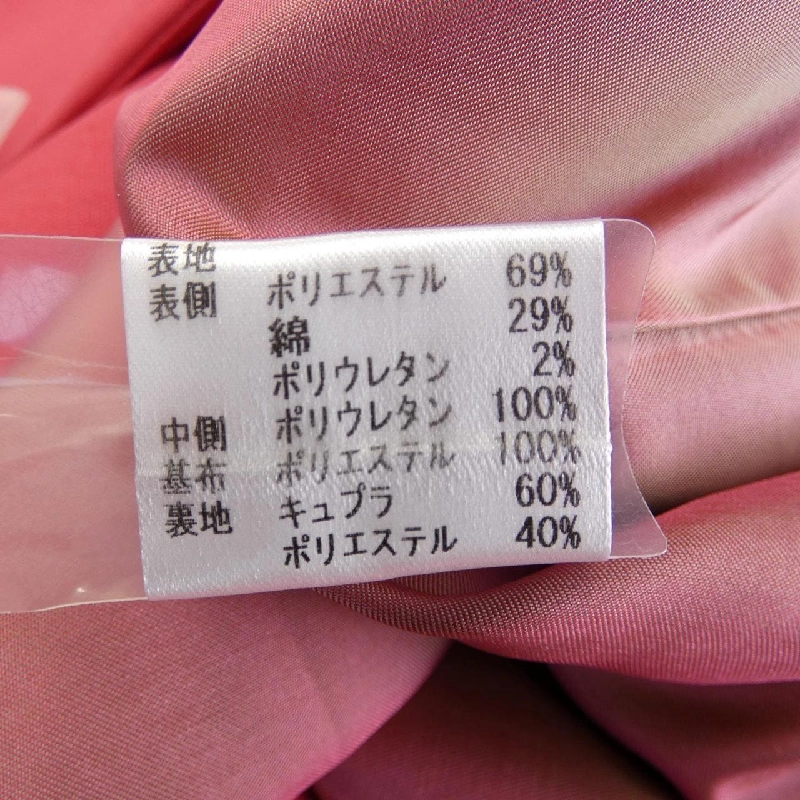 表地
表側 ポリエステル 69%
綿 29%
ポリウレタン 2%
中側 ポリウレタン 100%
基布 ポリエステル 100%
裏地 キュプラ 60%
ポリエステル 40%